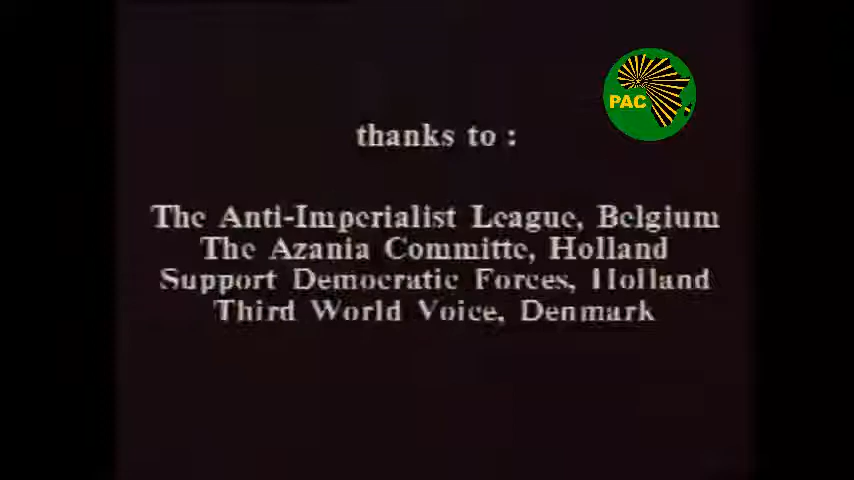 PAC
thanks to :
The Anti-Imperialist League, Belgium
The Azania Committe, Holland
Support Democratic Forces, Holland
Third World Voice, Denmark